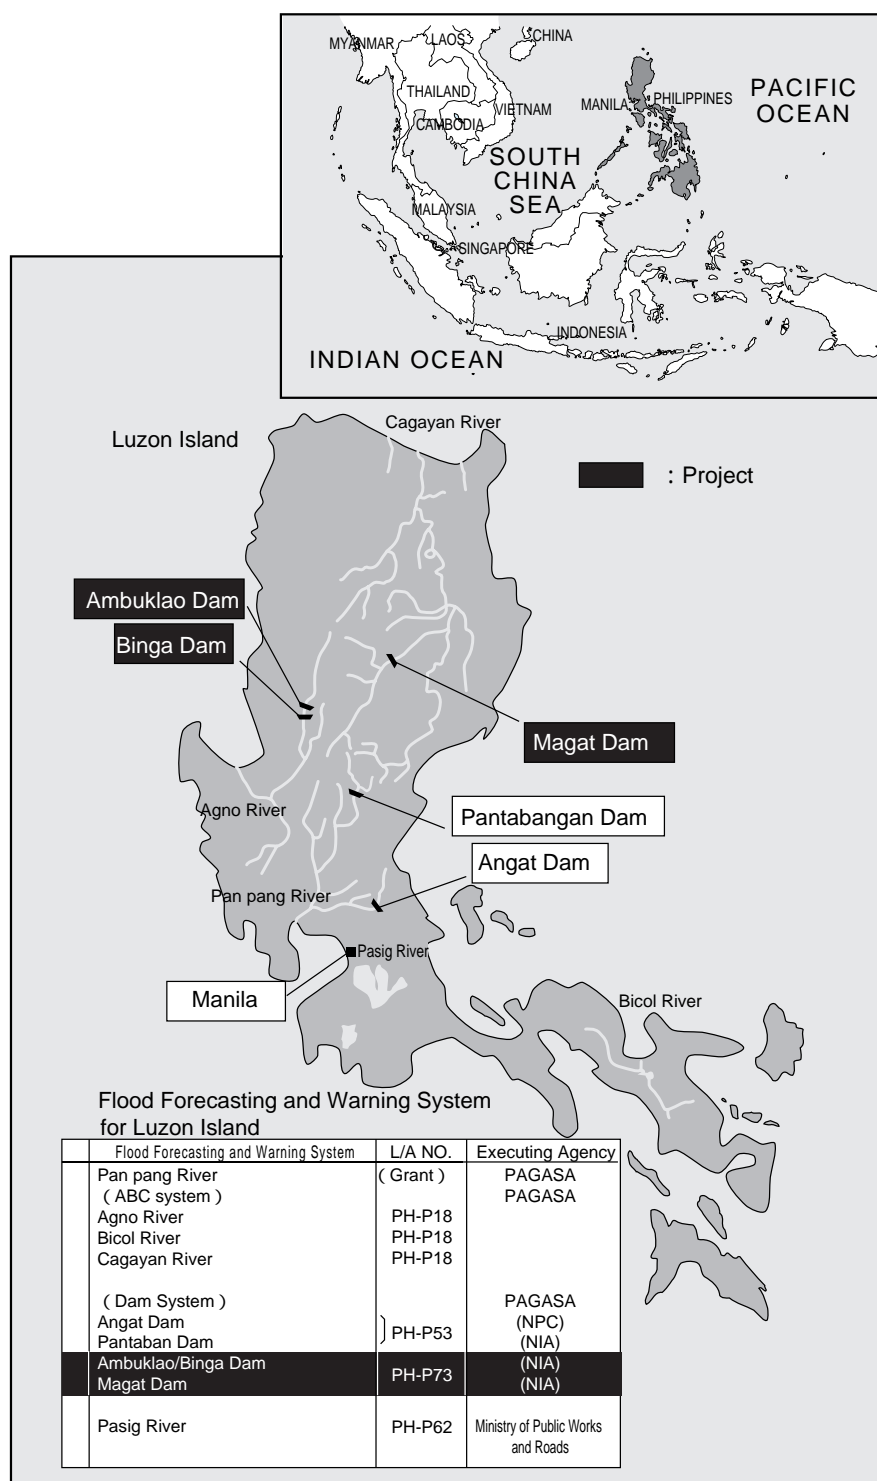 MYANMAR
LAOS
CHINA
THAILAND
VIETNAM
CAMBODIA
MANILA
PHILIPPINES
PACIFIC
OCEAN
SOUTH
CHINA
SEA
MALAYSIA
SINGAPORE
INDONESIA
INDIAN OCEAN
Luzon Island
Cagayan River
: Project
Ambuklao Dam
Binga Dam
Magat Dam
Agno River
Pantabangan Dam
Angat Dam
Pan pang River
Pasig River
Manila
Bicol River
Flood Forecasting and Warning System
for Luzon Island
Flood Forecasting and Warning System L/A NO. Executing Agency
Pan pang River (Grant) PAGASA
(ABC system) PAGASA
Agno River PH-P18
Bicol River PH-P18
Cagayan River PH-P18
(Dam System) PAGASA
Angat Dam (NPC)
PH-P53
Pantaban Dam (NIA)
Ambuklao/Binga Dam (NIA)
PH-P73
Magat Dam (NIA)
Pasig River PH-P62 Ministry of Public Works
and Roads